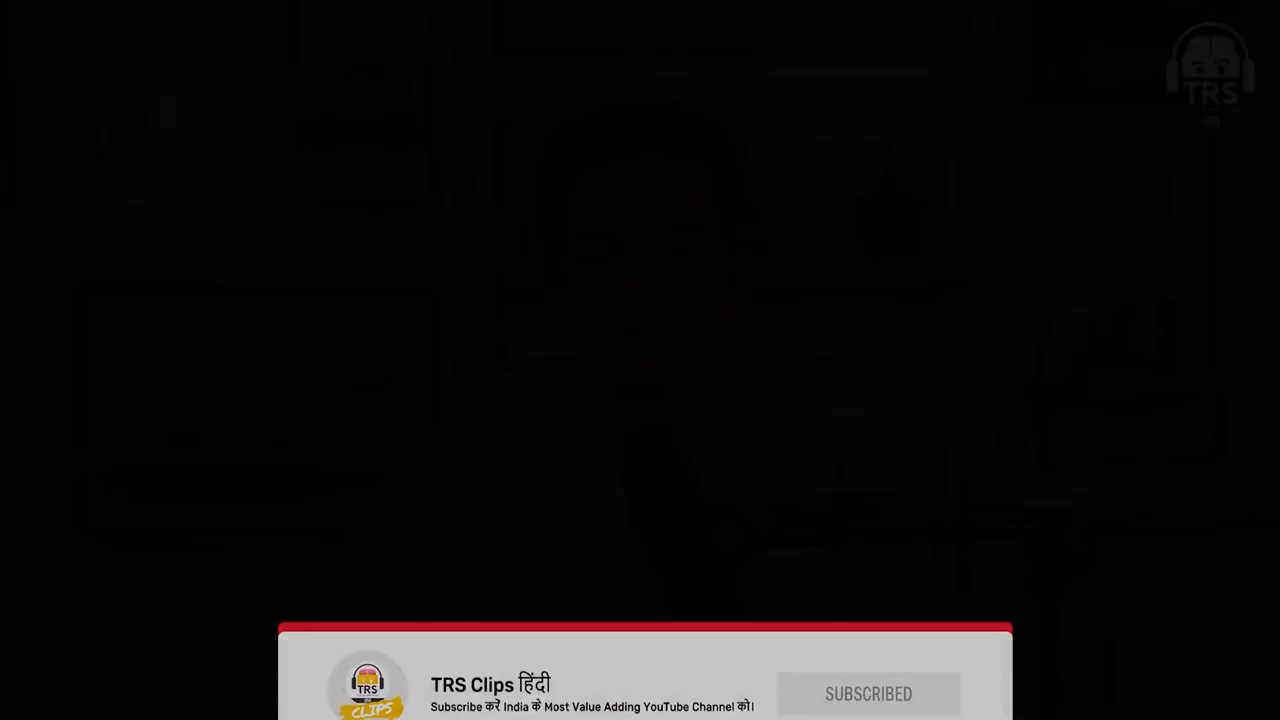 TRS
TRS Clips हिंदी
Subscribe करें India के Most Value Adding YouTube Channel को।
SUBSCRIBED
TRS
CLIPS